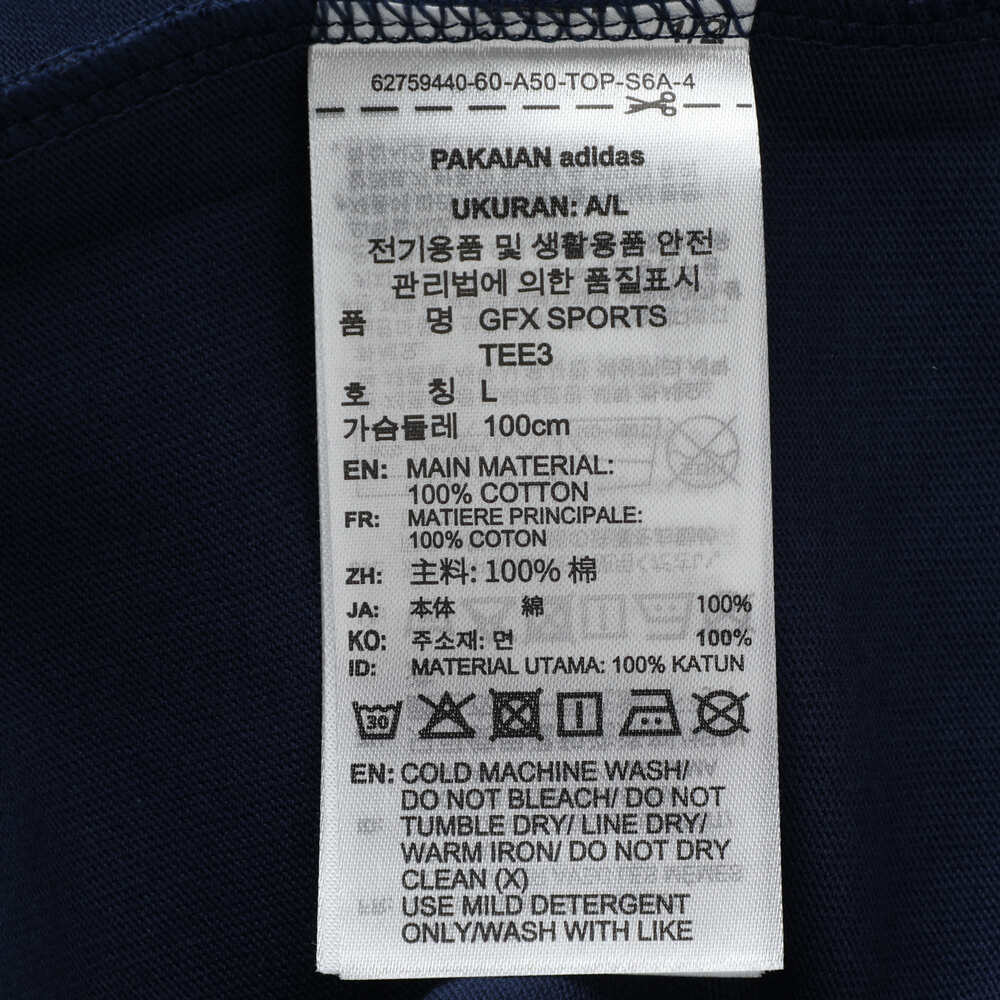 1/2
62759440-60-A50-TOP-S6A-4
PAKAIAN adidas
UKURAN: A/L
전기용품 및 생활용품 안전
관리법에 의한 품질표시
품 명 GFX SPORTS
TEE3
호 칭 L
가슴둘레 100cm
EN: MAIN MATERIAL:
100% COTTON
FR: MATIERE PRINCIPALE:
100% COTON
ZH: 主料: 100% 棉
JA: 本体 綿 100%
KO: 주소재: 면 100%
ID: MATERIAL UTAMA: 100% KATUN
30
EN: COLD MACHINE WASH/
DO NOT BLEACH/ DO NOT
TUMBLE DRY/ LINE DRY/
WARM IRON/ DO NOT DRY
CLEAN (X)
USE MILD DETERGENT
ONLY/WASH WITH LIKE